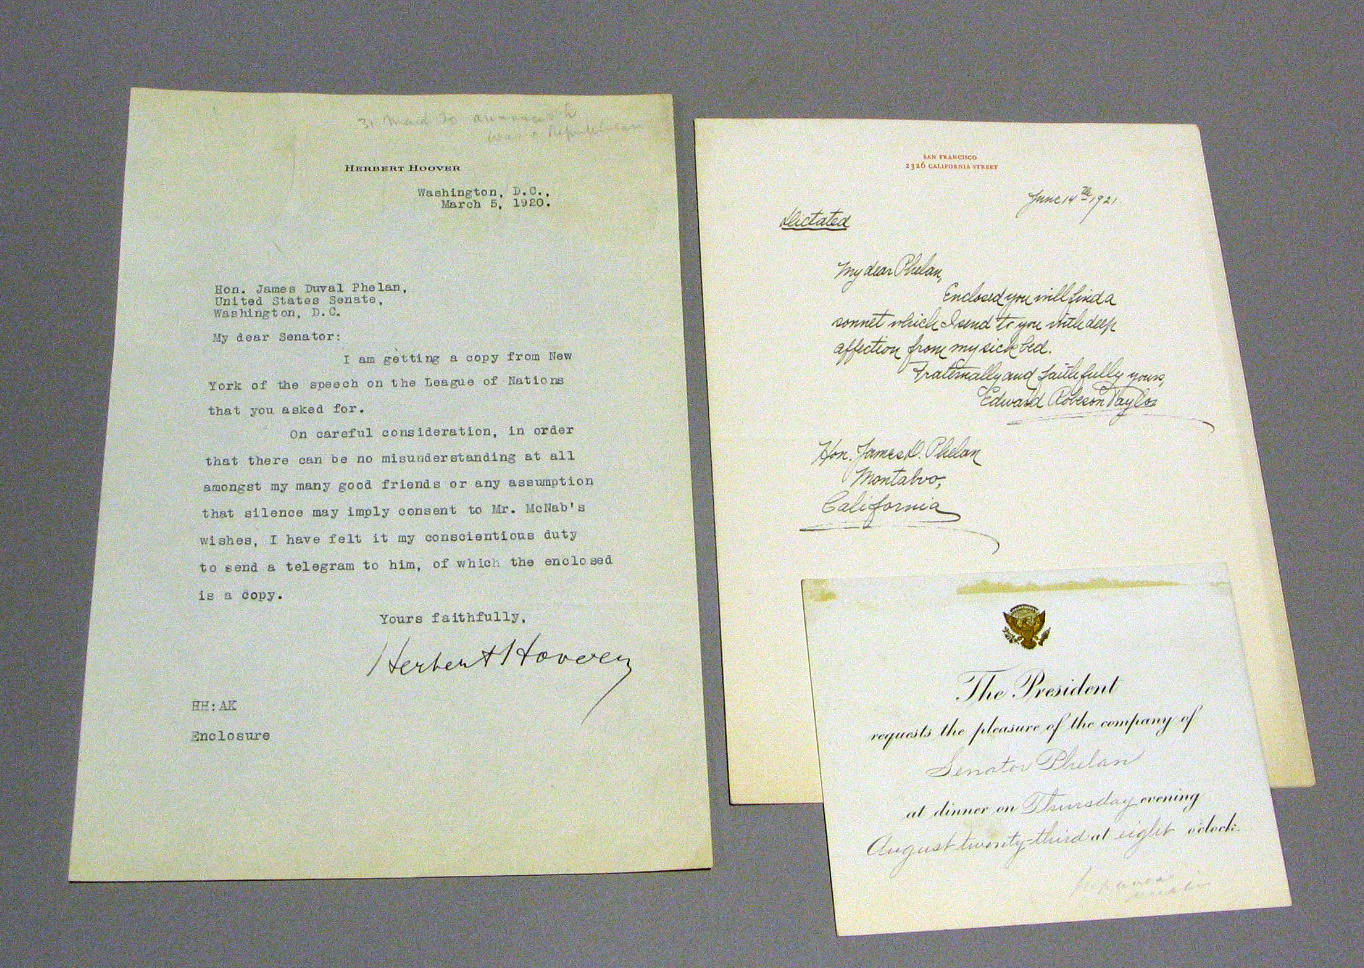 31
was a Republican
HERBERT HOOVER
Washington, D.C.,
March 5, 1920.
Hon. James Duval Phelan,
United States Senate,
Washington, D.C.
My dear Senator:
I am getting a copy from New
York of the speech on the League of Nations
that you asked for.
On careful consideration, in order
that there can be no misunderstanding at all
amongst my many good friends or any assumption
that silence may imply consent to Mr. McNab's
wishes, I have felt it my conscientious duty
to send a telegram to him, of which the enclosed
is a copy.
Yours faithfully,
Herbert Hoover
HH:AK
Enclosure
SAN FRANCISCO
2326 CALIFORNIA STREET
June 14th 1921
Dictated
My dear Phelan,
Enclosed you will find a
sonnet which I send to you with deep
affection from my sick bed.
Fraternally and faithfully yours,
Edward Robeson Taylor
Hon. James D. Phelan
Montalvo,
California
The President
requests the pleasure of the company of
Senator Phelan
at dinner on Thursday evening
August twenty-third at eight o'clock